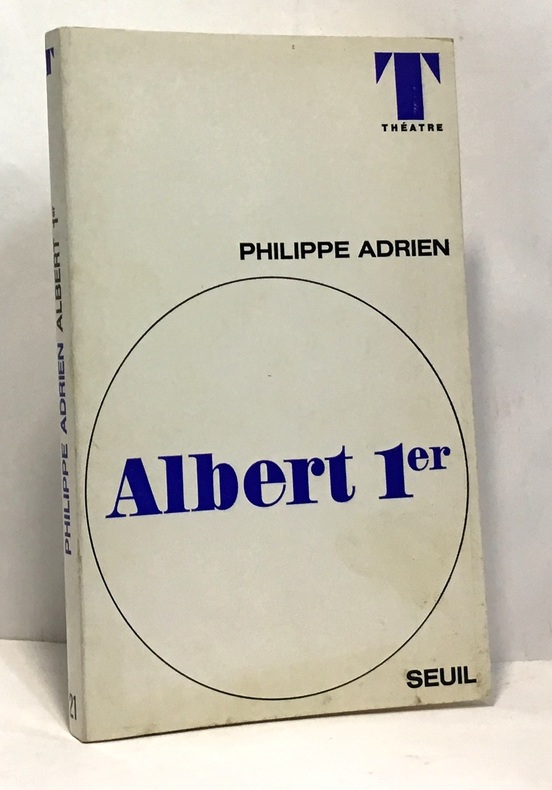 T
THÉATRE
PHILIPPE ADRIEN
Albert 1er
SEUIL
T
PHILIPPE ADRIEN ALBERT 1er
21